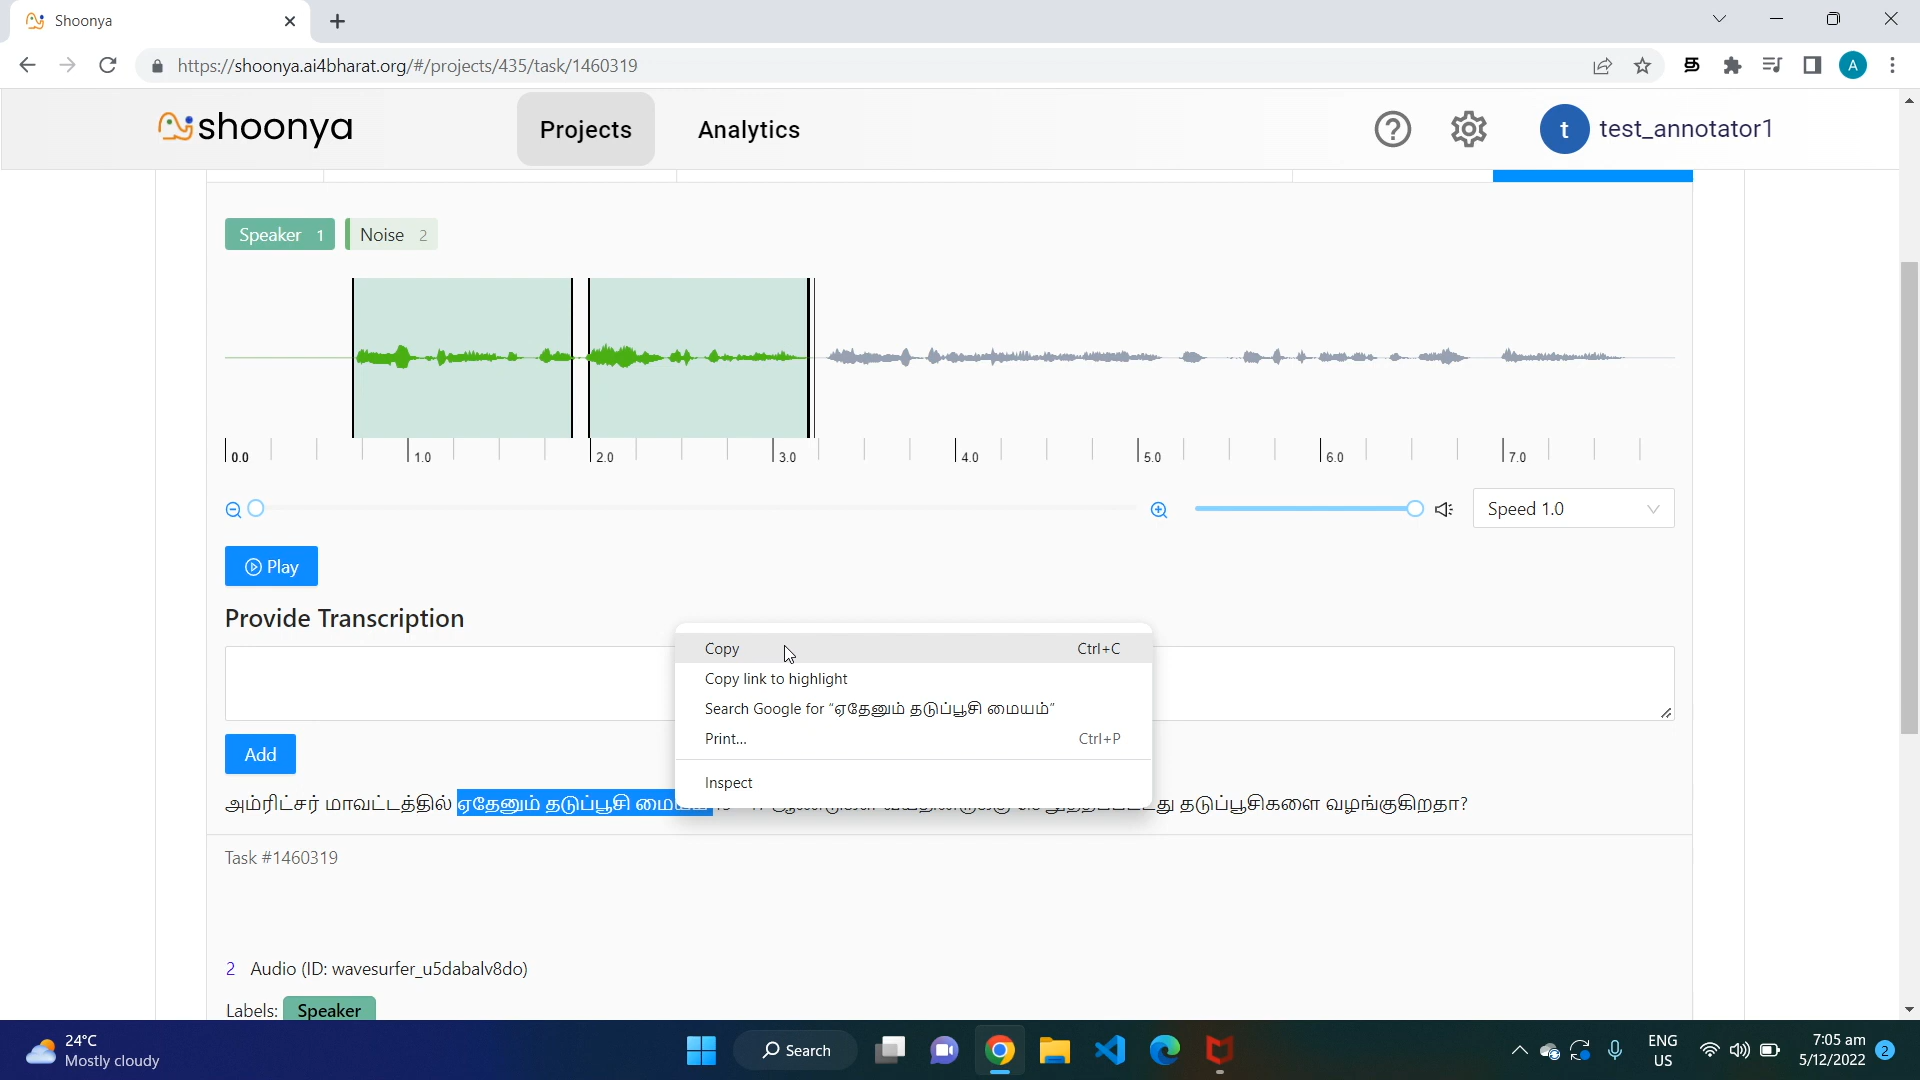 Shoonya
https://shoonya.ai4bharat.org/#/projects/435/task/1460319
A
shoonya
Projects
Analytics
t
test_annotator1
Speaker 1
Noise 2
0.0 1.0 2.0 3.0 4.0 5.0 6.0 7.0
Speed 1.0
Play
Provide Transcription
Copy Ctrl+C
Copy link to highlight
Search Google for “ஏதேனும் தடுப்பூசி மையம்”
Print... Ctrl+P
Inspect
Add
அம்ரிட்சர் மாவட்டத்தில் ஏதேனும் தடுப்பூசி தடுப்பூசிகளை வழங்குகிறதா?
Task #1460319
2 Audio (ID: wavesurfer_u5dabalv8do)
Labels: Speaker
24°C
Mostly cloudy
Search
ENG
US
7:05 am
5/12/2022
2